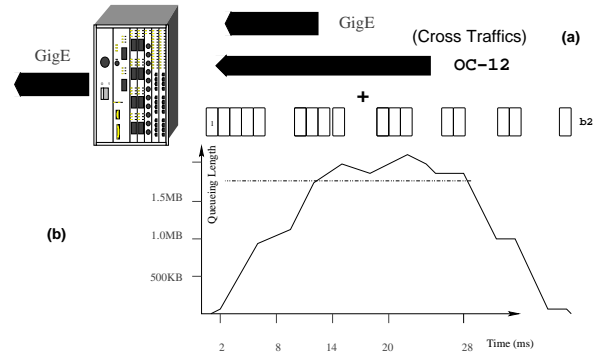 GigE
GigE
(Cross Traffics)
(a)
OC-12
+
1
b2
Queueing Length
1.5MB
1.0MB
500KB
(b)
2 8 14 20 28 Time (ms)